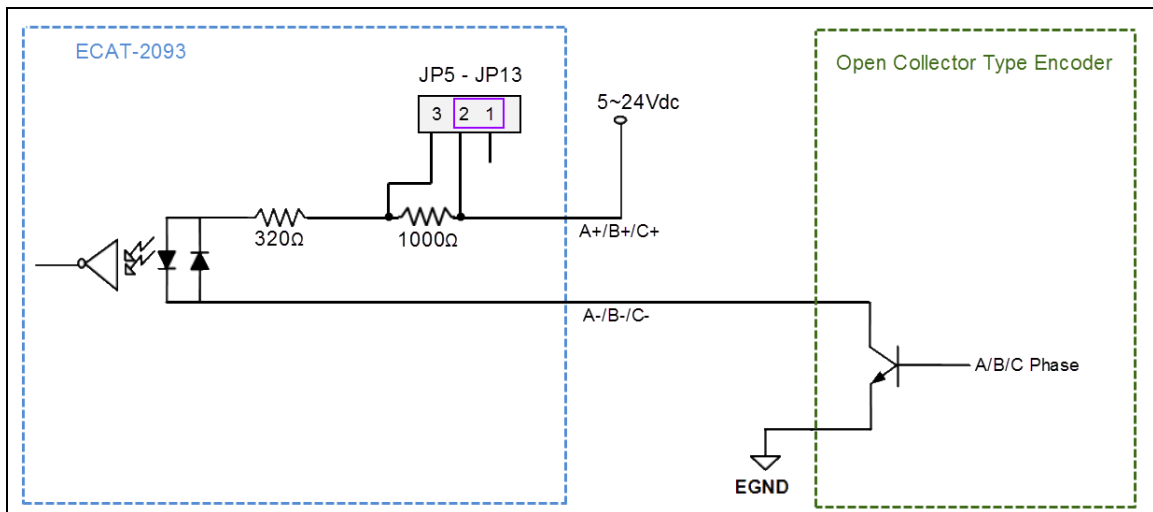 ECAT-2093
JP5 - JP13
3 2 1
5~24Vdc
Open Collector Type Encoder
320Ω
1000Ω
A+/B+/C+
A-/B-/C-
A/B/C Phase
EGND